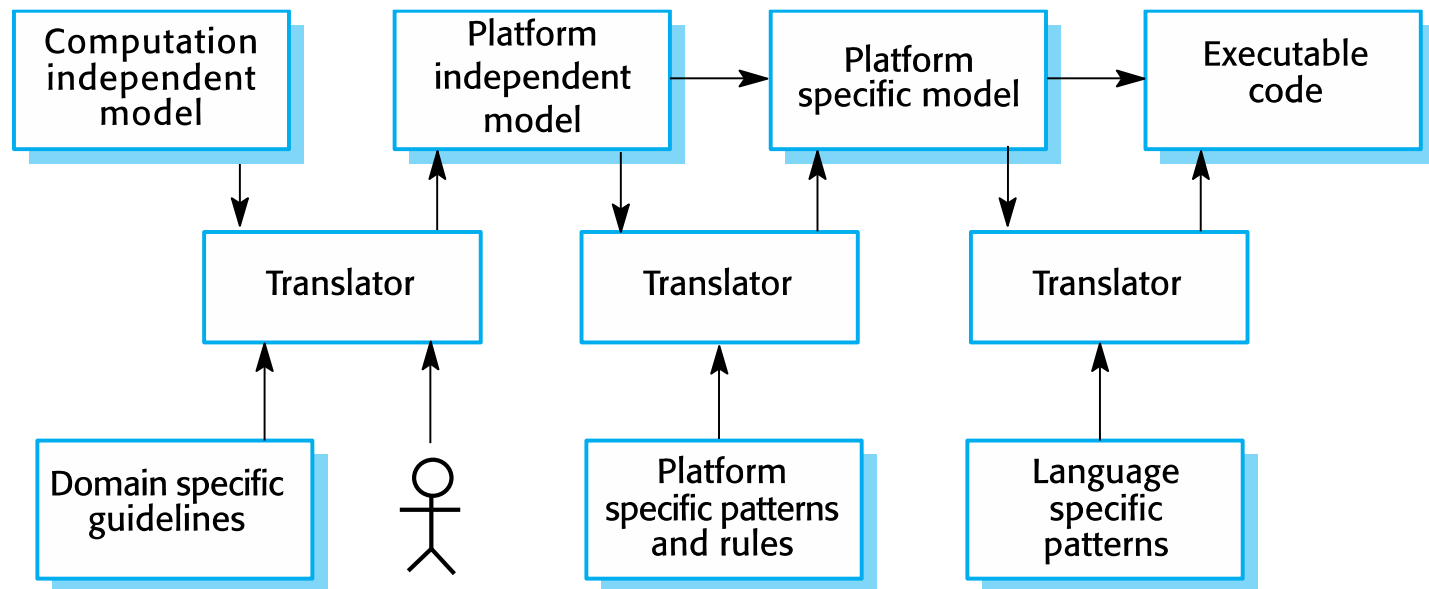 Computation
independent
model
Platform
independent
model
Platform
specific model
Executable
code
Translator
Translator
Translator
Domain specific
guidelines
Platform
specific patterns
and rules
Language
specific
patterns